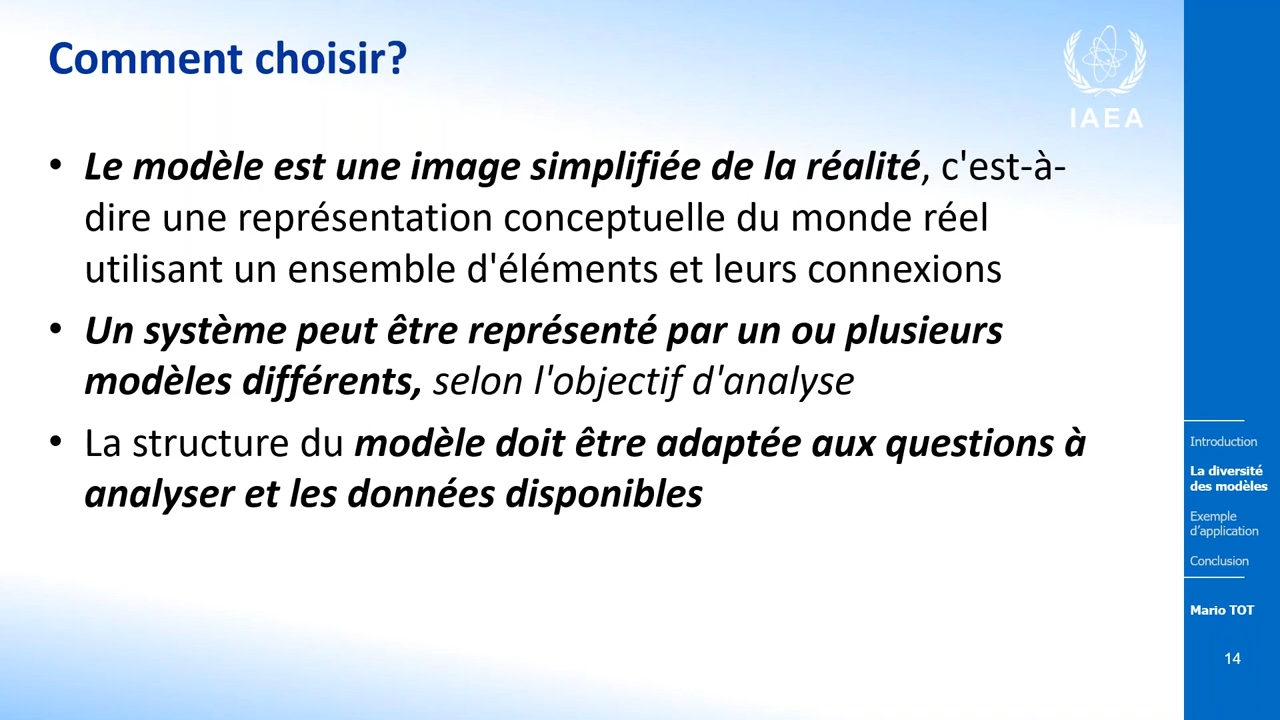 Comment choisir?
IAEA
• Le modèle est une image simplifiée de la réalité, c'est-à-
dire une représentation conceptuelle du monde réel
utilisant un ensemble d'éléments et leurs connexions
• Un système peut être représenté par un ou plusieurs
modèles différents, selon l'objectif d'analyse
• La structure du modèle doit être adaptée aux questions à
analyser et les données disponibles
Introduction
La diversité
des modèles
Exemple
d'application
Conclusion
Mario TOT
14